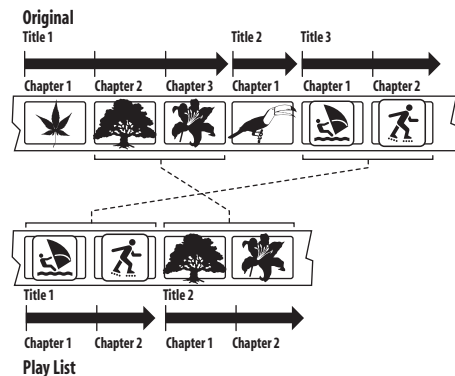 Original
Title 1 Title 2 Title 3
Chapter 1 Chapter 2 Chapter 3 Chapter 1 Chapter 1 Chapter 2
Title 1 Title 2
Chapter 1 Chapter 2 Chapter 1 Chapter 2
Play List